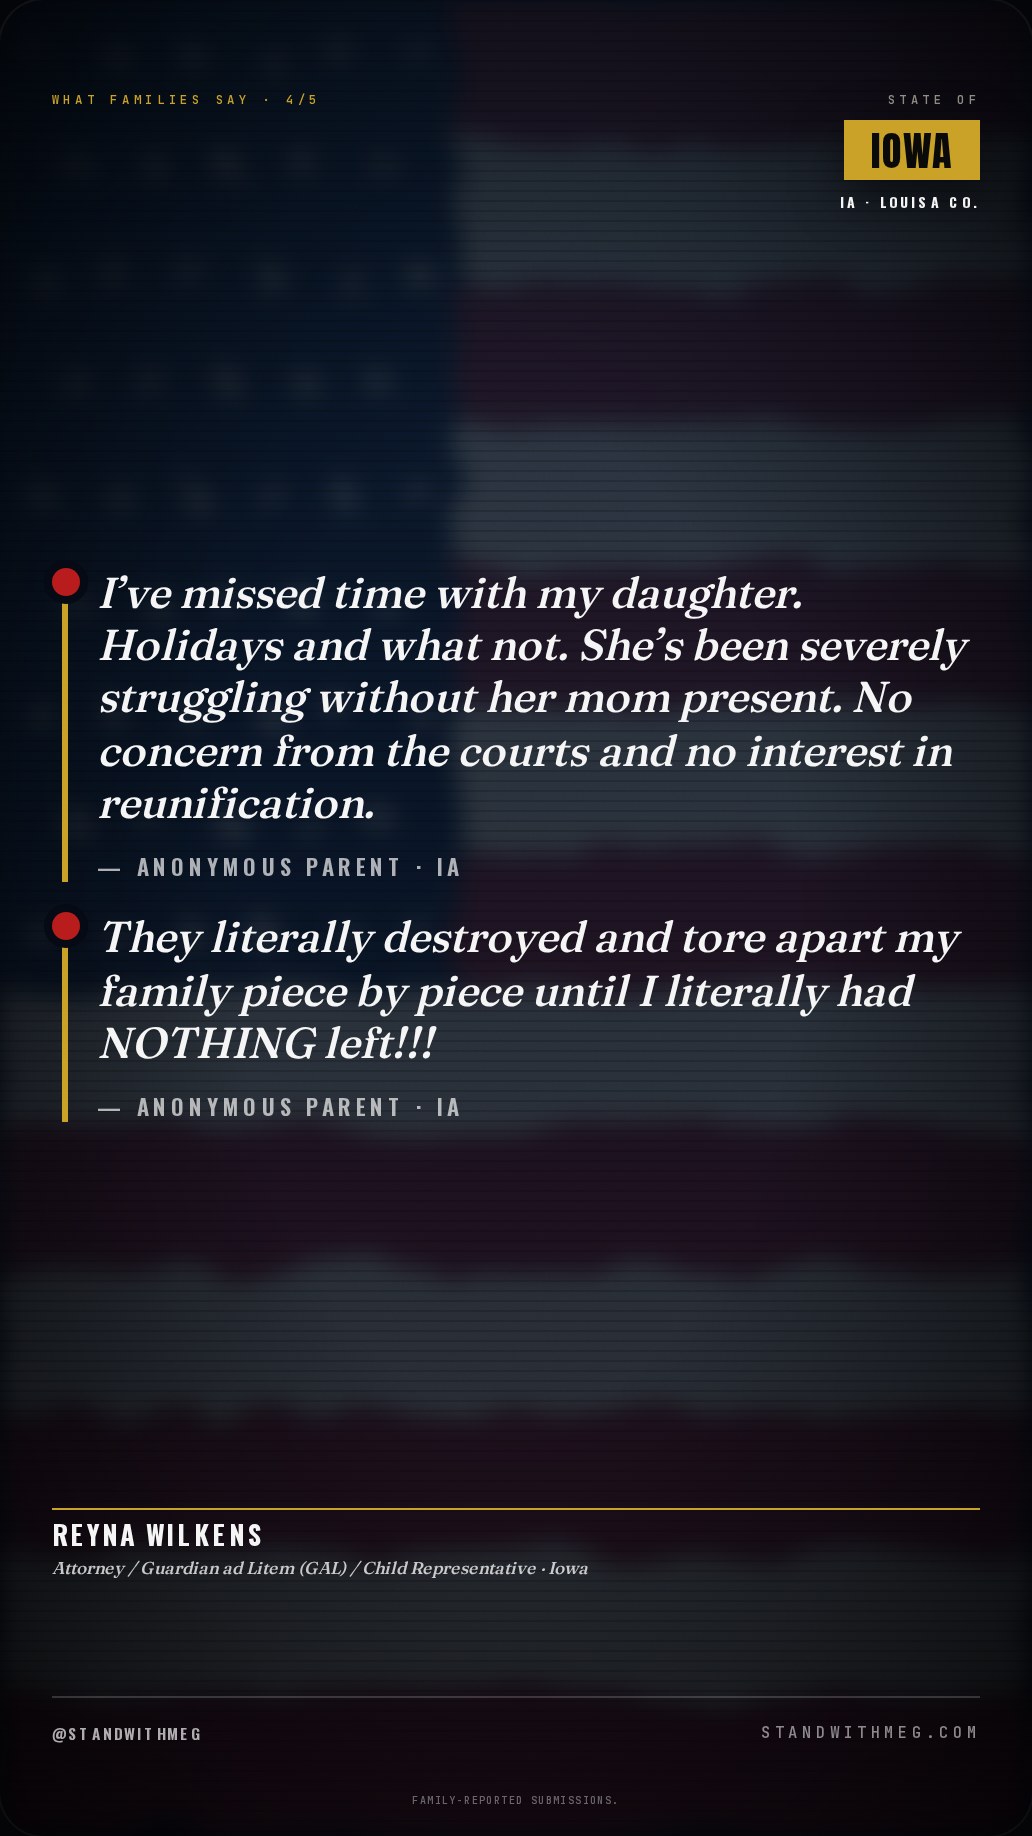 WHAT FAMILIES SAY · 4/5
STATE OF
IOWA
IA · LOUISA CO.
I’ve missed time with my daughter.
Holidays and what not. She’s been severely
struggling without her mom present. No
concern from the courts and no interest in
reunification.
— ANONYMOUS PARENT · IA
They literally destroyed and tore apart my
family piece by piece until I literally had
NOTHING left!!!
— ANONYMOUS PARENT · IA
REYNA WILKENS
Attorney / Guardian ad Litem (GAL) / Child Representative · Iowa
@STANDWITHMEG
STANDWITHMEG.COM
FAMILY-REPORTED SUBMISSIONS.